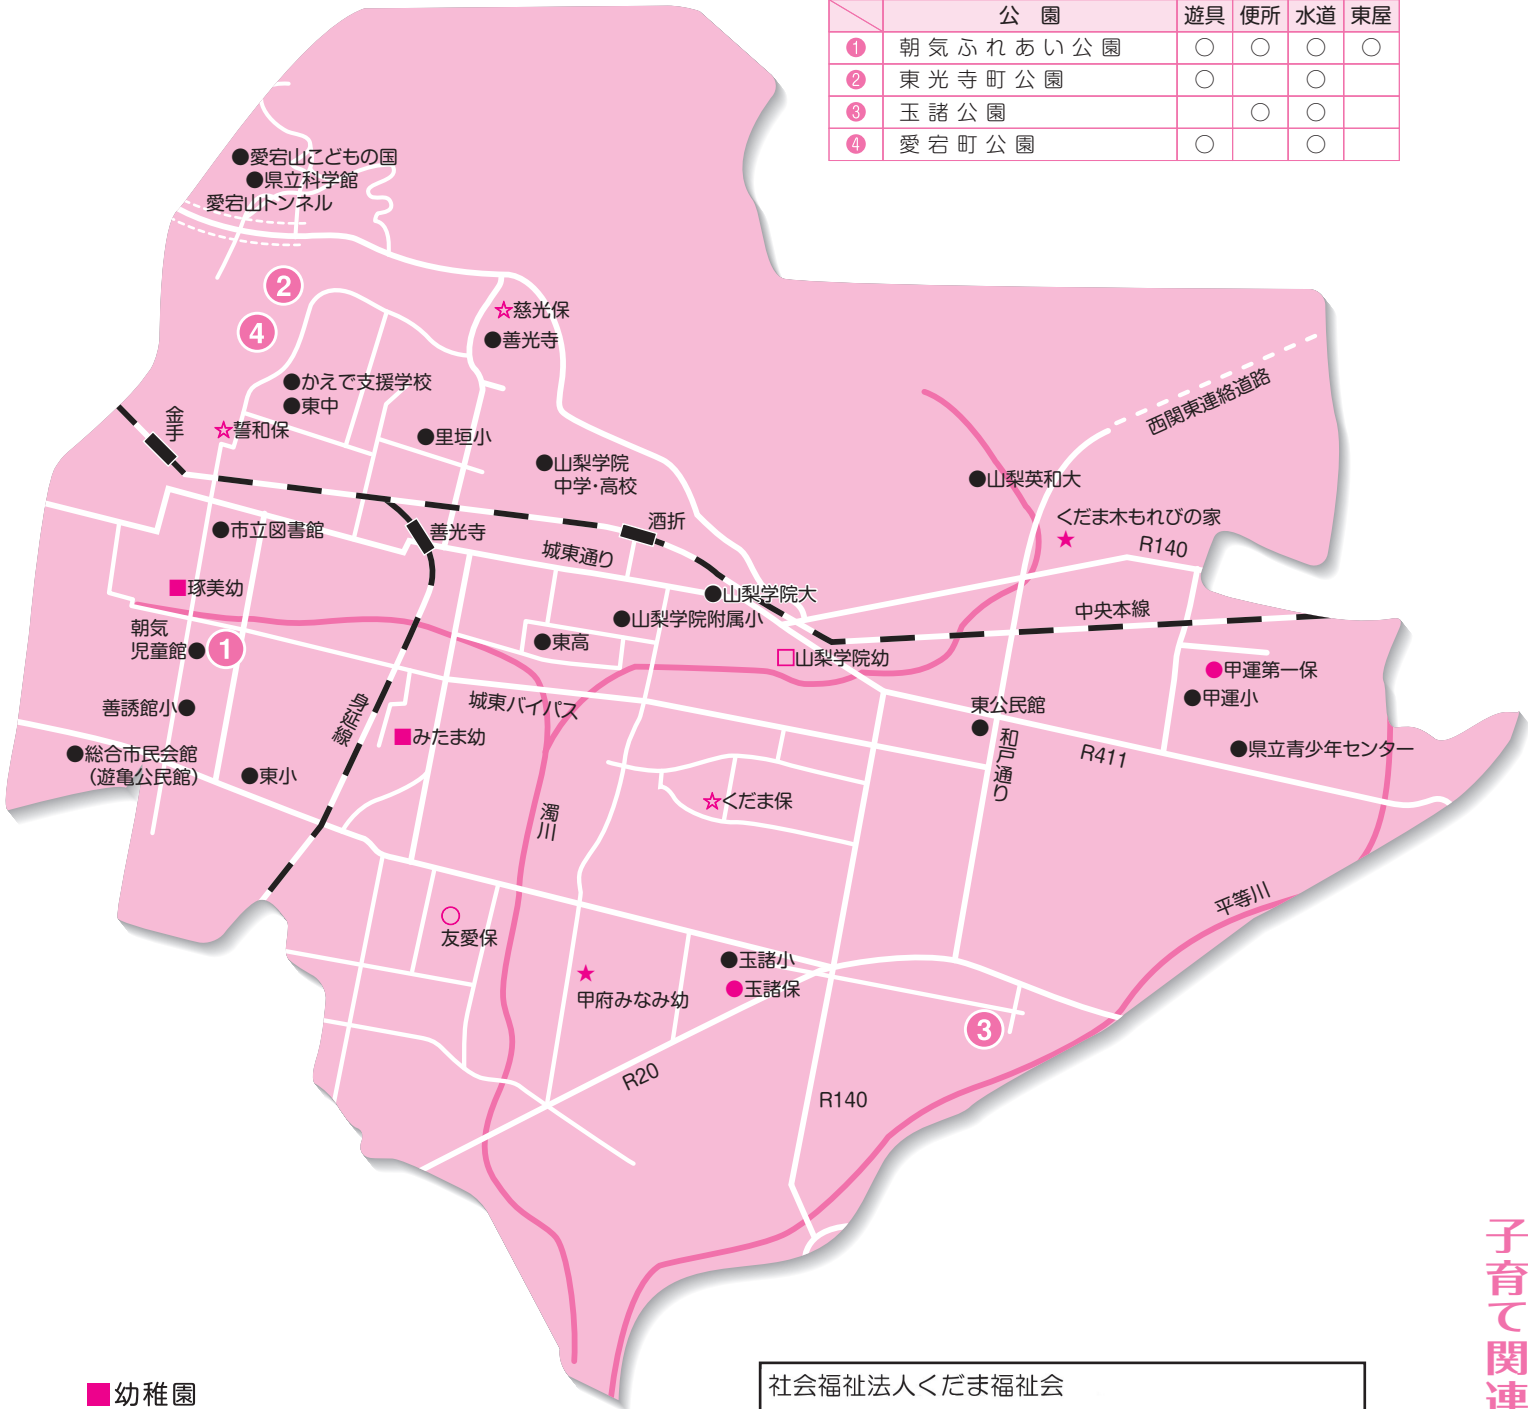 公園 遊具 便所 水道 東屋
1 朝気ふれあい公園 ○ ○ ○ ○
2 東光寺町公園 ○ ○
3 玉諸公園 ○ ○
4 愛宕町公園 ○ ○
●愛宕山こどもの国
●県立科学館
愛宕山トンネル
2
4
☆慈光保
●善光寺
●かえで支援学校
●東中
金手
☆誓和保
●里垣小
●山梨学院
中学・高校
西関東連絡道路
●山梨英和大
くだま木もれびの家
★
R140
●市立図書館
善光寺
酒折
城東通り
■琢美幼
●山梨学院大
●山梨学院附属小
中央本線
朝気
児童館●
1
●東高
□山梨学院幼
●甲運第一保
●甲運小
善誘館小●
身延線
城東バイパス
東公民館
●
和戸通り
■みたま幼
●総合市民会館
(遊亀公民館)
●東小
R411
●県立青少年センター
☆くだま保
濁川
平等川
○
友愛保
★
甲府みなみ幼
●玉諸小
●玉諸保
3
R20
R140
子育て関連
■幼稚園
社会福祉法人くだま福祉会